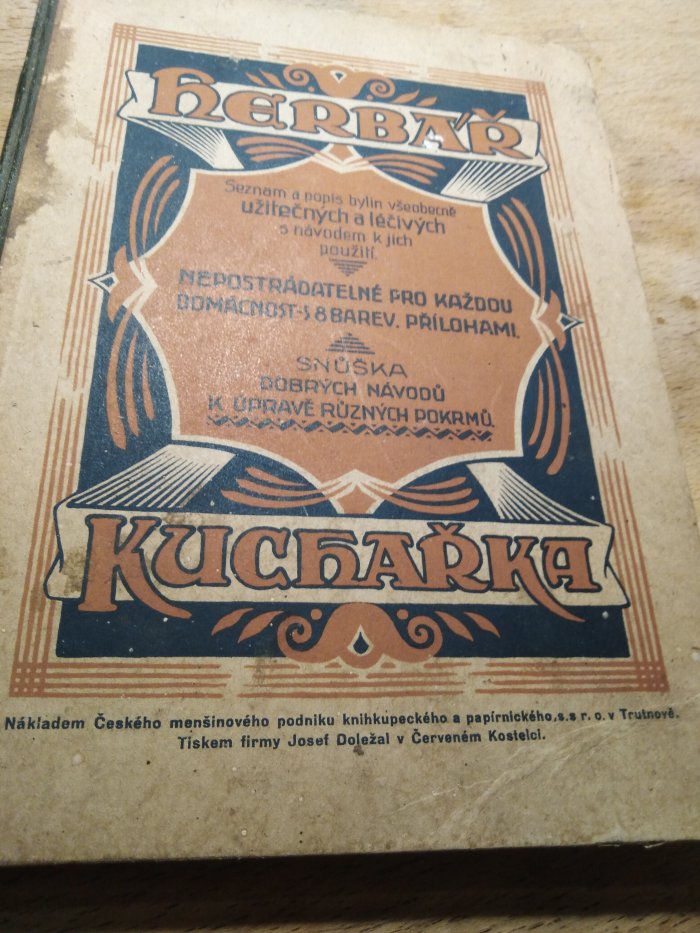 HERBÁŘ
Seznam a popis bylin všeobecně
užitečných a léčivých
s návodem k jich
použití.
NEPOSTRÁDATELNÉ PRO KAŽDOU
DOMÁCNOST-S 8 BAREV. PŘÍLOHAMI.
SNŮŠKA
DOBRÝCH NÁVODŮ
K ÚPRAVĚ RŮZNÝCH POKRMŮ.
KUCHAŘKA
Nákladem Českého menšinového podniku knihkupeckého a papírnického,s.s r. o. v Trutnově.
Tiskem firmy Josef Doležal v Červeném Kostelci.